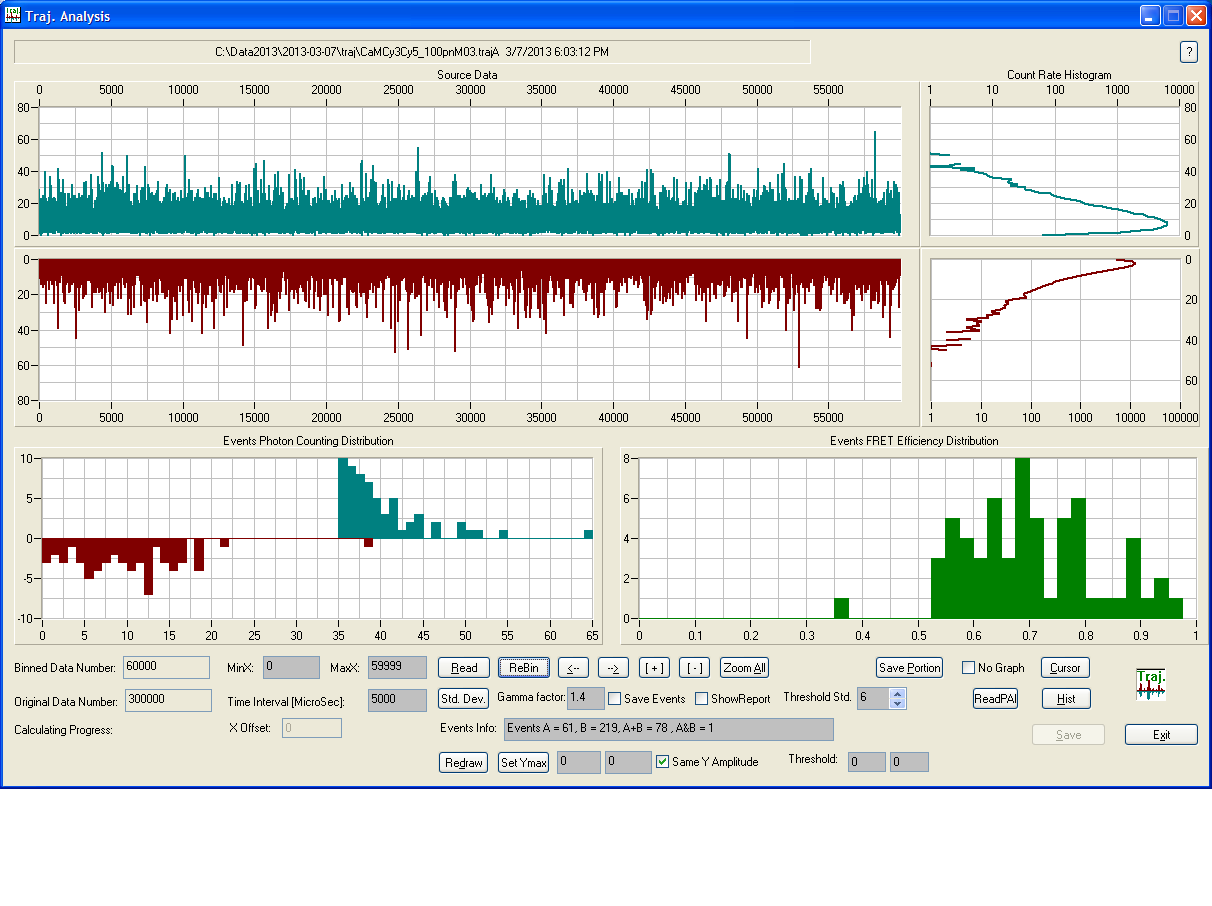 Traj. Analysis
C:\Data2013\2013-03-07\traj\CaMCy3Cy5_100pnM03.trajA 3/7/2013 6:03:12 PM
?
Source Data
Count Rate Histogram
0 5000 10000 15000 20000 25000 30000 35000 40000 45000 50000 55000
1 10 100 1000 10000
80
60
40
20
0
80
60
40
20
0
0
20
40
60
80
0
20
40
60
0 5000 10000 15000 20000 25000 30000 35000 40000 45000 50000 55000
1 10 100 1000 10000 100000
Events Photon Counting Distribution
Events FRET Efficiency Distribution
10
5
0
-5
-10
0 5 10 15 20 25 30 35 40 45 50 55 60 65
8
6
4
2
0
0 0.1 0.2 0.3 0.4 0.5 0.6 0.7 0.8 0.9 1
Binned Data Number: 60000 MinX: 0 MaxX: 59999 Read ReBin <-- --> [ + ] [ - ] Zoom All Save Portion No Graph Cursor
Original Data Number: 300000 Time Interval [MicroSec]: 5000 Std. Dev. Gamma factor: 1.4 Save Events ShowReport Threshold Std. 6 ReadPAI Hist
Traj.
Calculating Progress: X Offset: 0 Events Info: Events A = 61, B = 219, A+B = 78 , A&B = 1 Save Exit
Redraw Set Ymax 0 0 Same Y Amplitude Threshold: 0 0